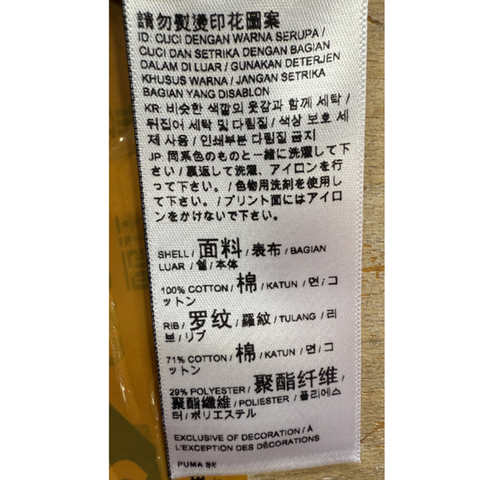 請勿熨燙印花圖案
ID: CUCI DENGAN WARNA SERUPA /
CUCI DAN SETRIKA DENGAN BAGIAN
DALAM DI LUAR / GUNAKAN DETERJEN
KHUSUS WARNA / JANGAN SETRIKA
BAGIAN YANG DISABLON
KR: 비슷한 색깔의 옷감과 함께 세탁 /
뒤집어 세탁 및 다림질 / 색상 보호 세
제 사용 / 인쇄부분 다림질 금지
JP: 同系色のものと一緒に洗濯して下
さい / 裏返して洗濯、アイロンを行
って下さい。/ 色物用洗剤を使用し
て下さい。/ プリント面にはアイロ
ンをかけないで下さい。
SHELL / 面料 / 表布 / BAGIAN
LUAR / 쉘 / 本体
100% COTTON / 棉 / KATUN / 면 / コ
ットン
RIB / 罗纹 / 羅紋 / TULANG / 리
브 / リブ
71% COTTON / 棉 / KATUN / 면 / コ
ットン
29% POLYESTER / 聚酯纤维 /
聚酯纖維 / POLIESTER / 폴리에스
터 / ポリエステル
EXCLUSIVE OF DECORATION / À
L'EXCEPTION DES DÉCORATIONS
PUMA SE